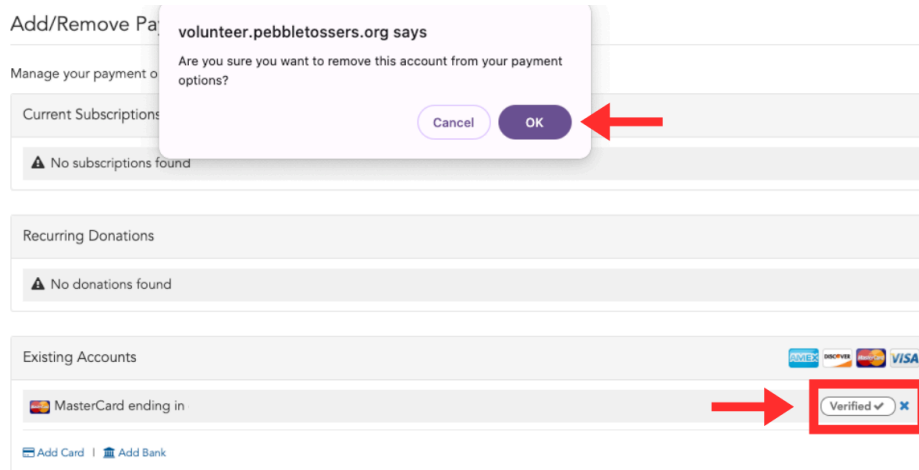 Add/Remove Pay
volunteer.pebbletossers.org says
Are you sure you want to remove this account from your payment
options?
Cancel
OK
Manage your payment o
Current Subscriptions
No subscriptions found
Recurring Donations
No donations found
Existing Accounts
AMEX DISCOVER MasterCard VISA
MasterCard ending in
Verified
Add Card | Add Bank